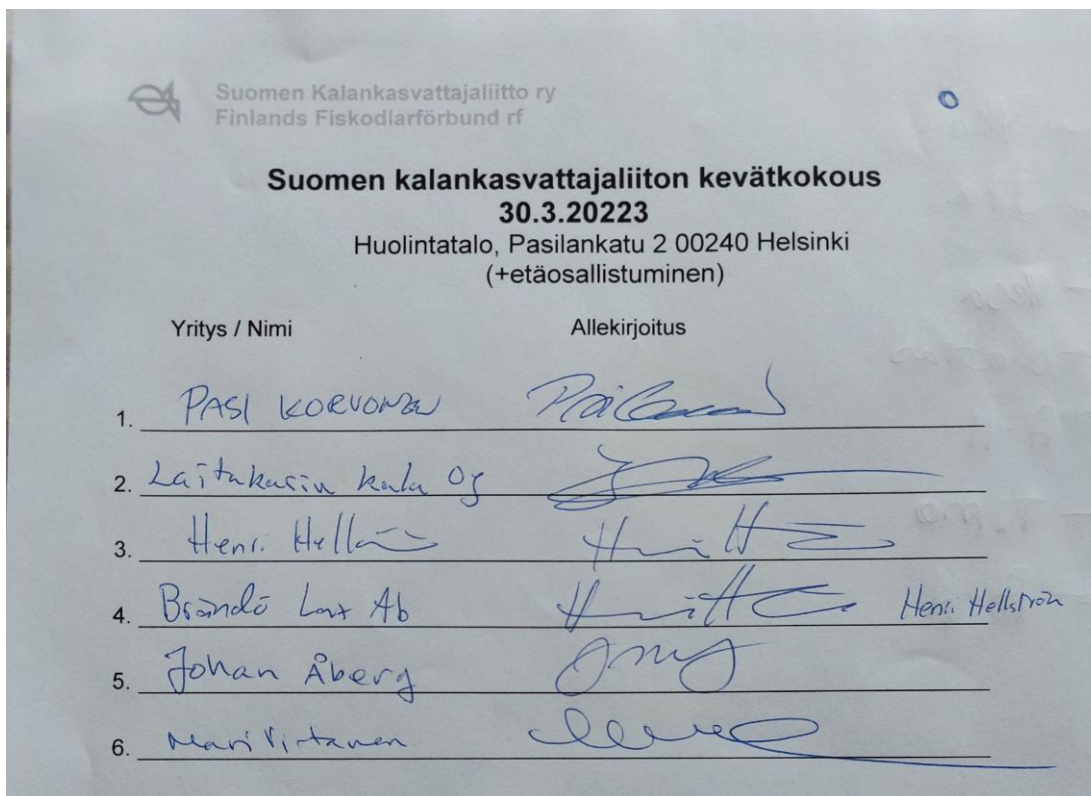 Suomen Kalankasvattajaliitto ry
Finlands Fiskodlarförbund rf
Suomen kalankasvattajaliiton kevätkokous
30.3.20223
Huolintatalo, Pasilankatu 2 00240 Helsinki
(+etäosallistuminen)
Yritys / Nimi Allekirjoitus
1. PASI KORVONEN
2. Laitakarin kala Oy
3. Henri
4. Brändö Lax Ab Henri Hellström
5. Johan Åberg
6. Mari Virtanen